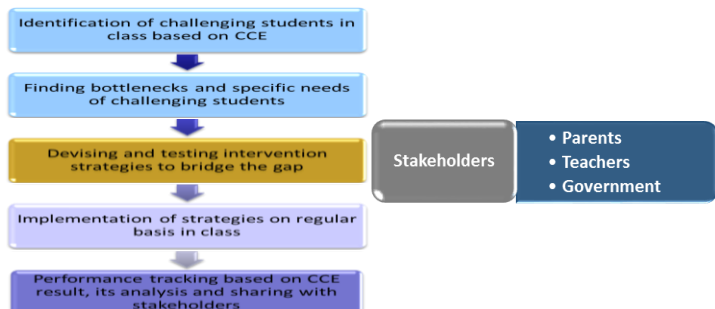 Identification of challenging students in
class based on CCE
Finding bottlenecks and specific needs
of challenging students
Devising and testing intervention
strategies to bridge the gap
Implementation of strategies on regular
basis in class
Performance tracking based on CCE
result, its analysis and sharing with
stakeholders
Stakeholders
• Parents
• Teachers
• Government